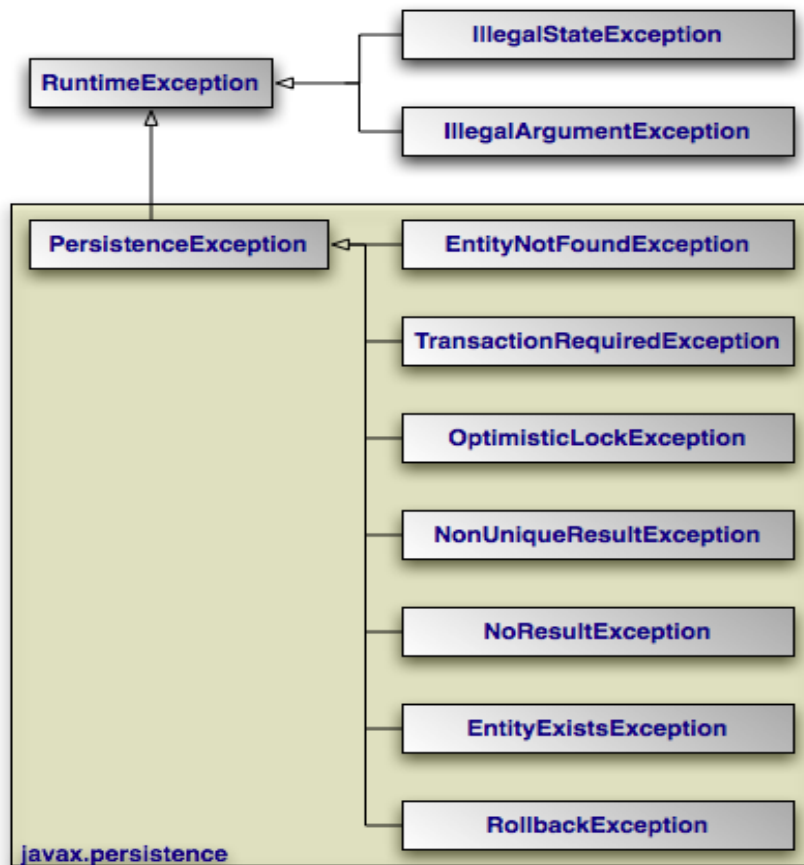 IllegalStateException
RuntimeException
IllegalArgumentException
PersistenceException
EntityNotFoundException
TransactionRequiredException
OptimisticLockException
NonUniqueResultException
NoResultException
EntityExistsException
RollbackException
javax.persistence